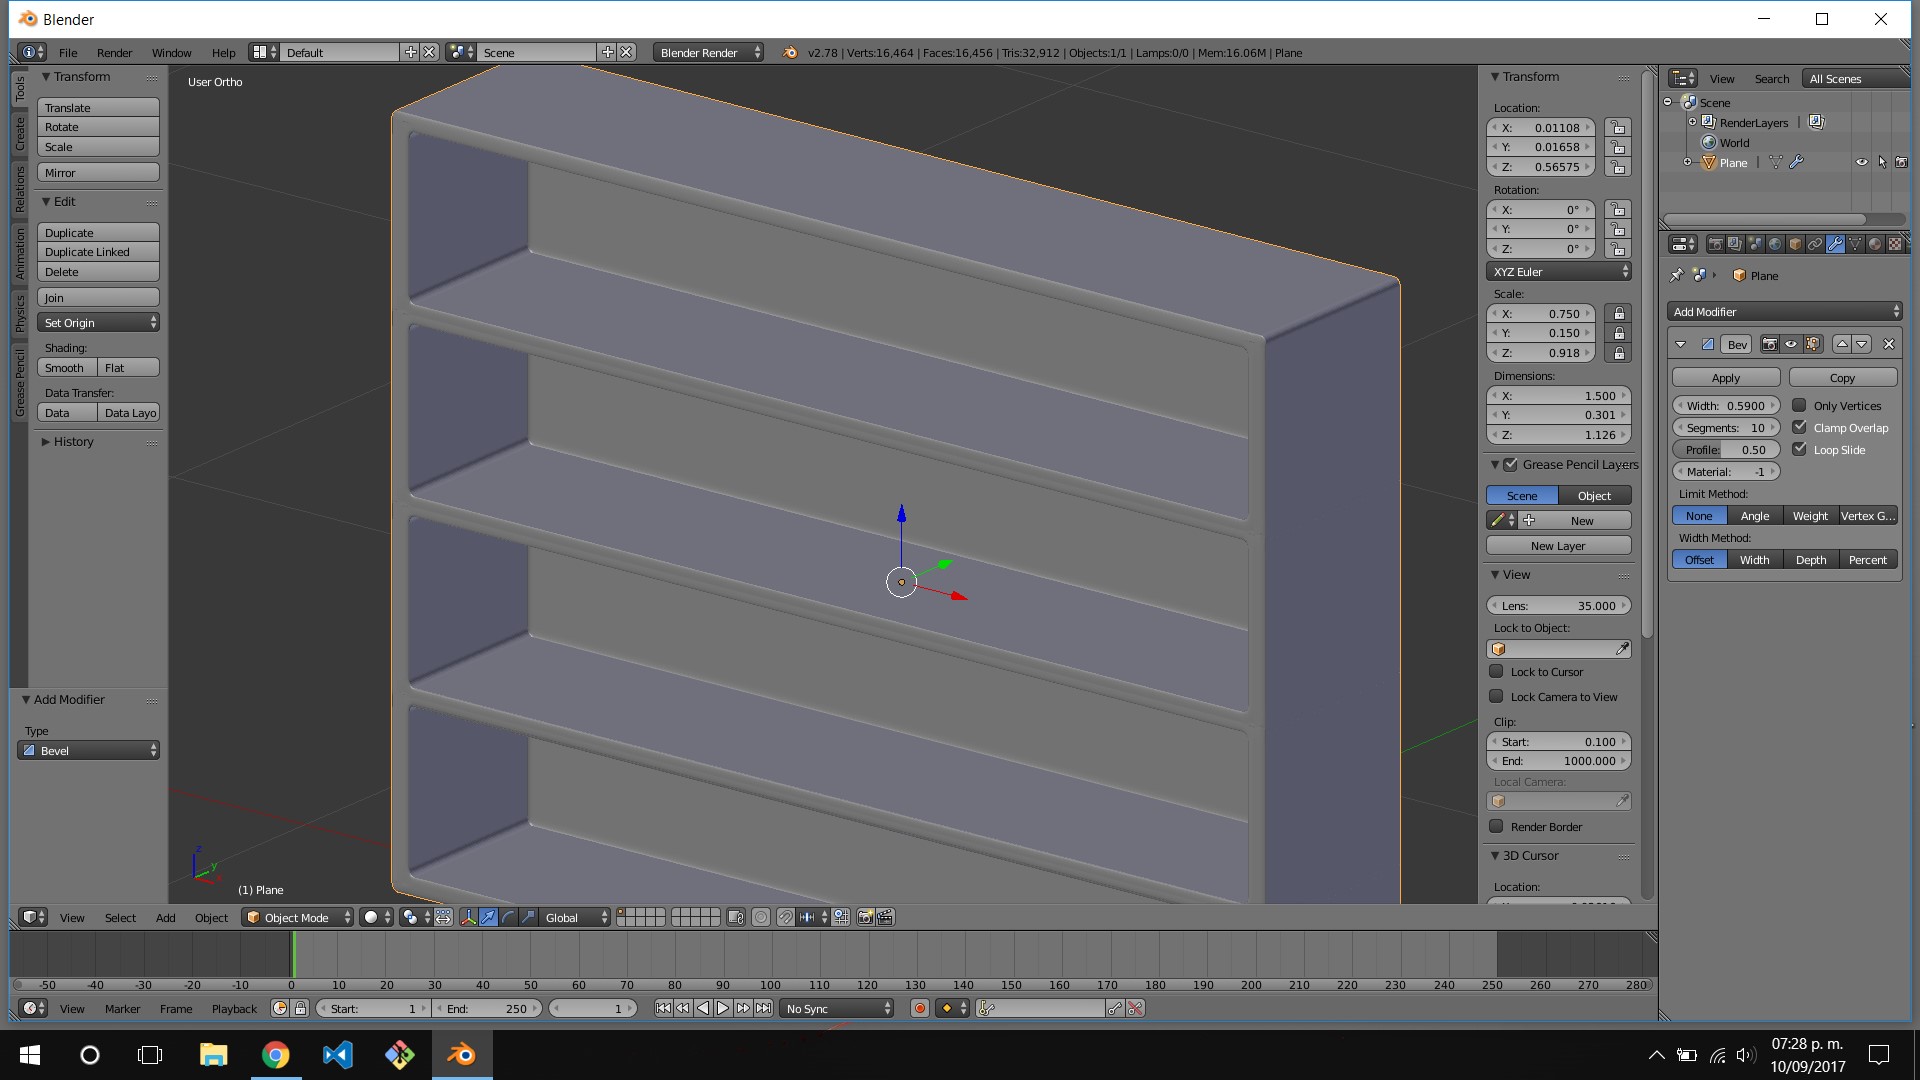 Blender
File Render Window Help Default Scene Blender Render v2.78 | Verts:16,464 | Faces:16,456 | Tris:32,912 | Objects:1/1 | Lamps:0/0 | Mem:16.06M | Plane
Tools
Create
Relations
Animation
Physics
Grease Pencil
Transform
Translate
Rotate
Scale
Mirror
Edit
Duplicate
Duplicate Linked
Delete
Join
Set Origin
Shading:
Smooth Flat
Data Transfer:
Data Data Layo
History
Add Modifier
Type
Bevel
User Ortho
z
y
(1) Plane
Transform
Location:
X: 0.01108
Y: 0.01658
Z: 0.56575
Rotation:
X: 0°
Y: 0°
Z: 0°
XYZ Euler
Scale:
X: 0.750
Y: 0.150
Z: 0.918
Dimensions:
X: 1.500
Y: 0.301
Z: 1.126
Grease Pencil Layers
Scene Object
New
New Layer
View
Lens: 35.000
Lock to Object:
Lock to Cursor
Lock Camera to View
Clip:
Start: 0.100
End: 1000.000
Local Camera:
Render Border
3D Cursor
Location:
View Search All Scenes
Scene
RenderLayers |
World
Plane |
Plane
Add Modifier
Bev
Apply Copy
Width: 0.5900 Only Vertices
Segments: 10 Clamp Overlap
Profile: 0.50 Loop Slide
Material: -1
Limit Method:
None Angle Weight Vertex G...
Width Method:
Offset Width Depth Percent
View Select Add Object Object Mode Global
-50 -40 -30 -20 -10 0 10 20 30 40 50 60 70 80 90 100 110 120 130 140 150 160 170 180 190 200 210 220 230 240 250 260 270 280
View Marker Frame Playback Start: 1 End: 250 1 No Sync
07:28 p. m.
10/09/2017